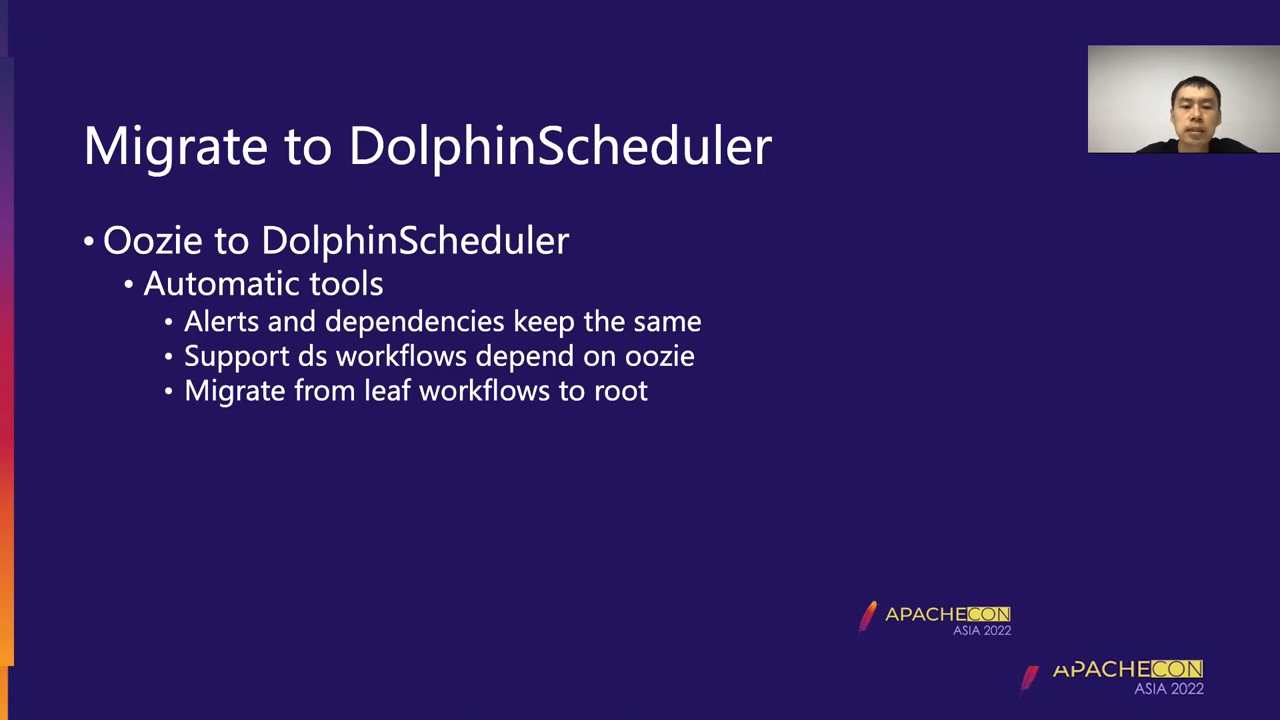 Migrate to DolphinScheduler
• Oozie to DolphinScheduler
• Automatic tools
• Alerts and dependencies keep the same
• Support ds workflows depend on oozie
• Migrate from leaf workflows to root
APACHECON
ASIA 2022
APACHECON
ASIA 2022